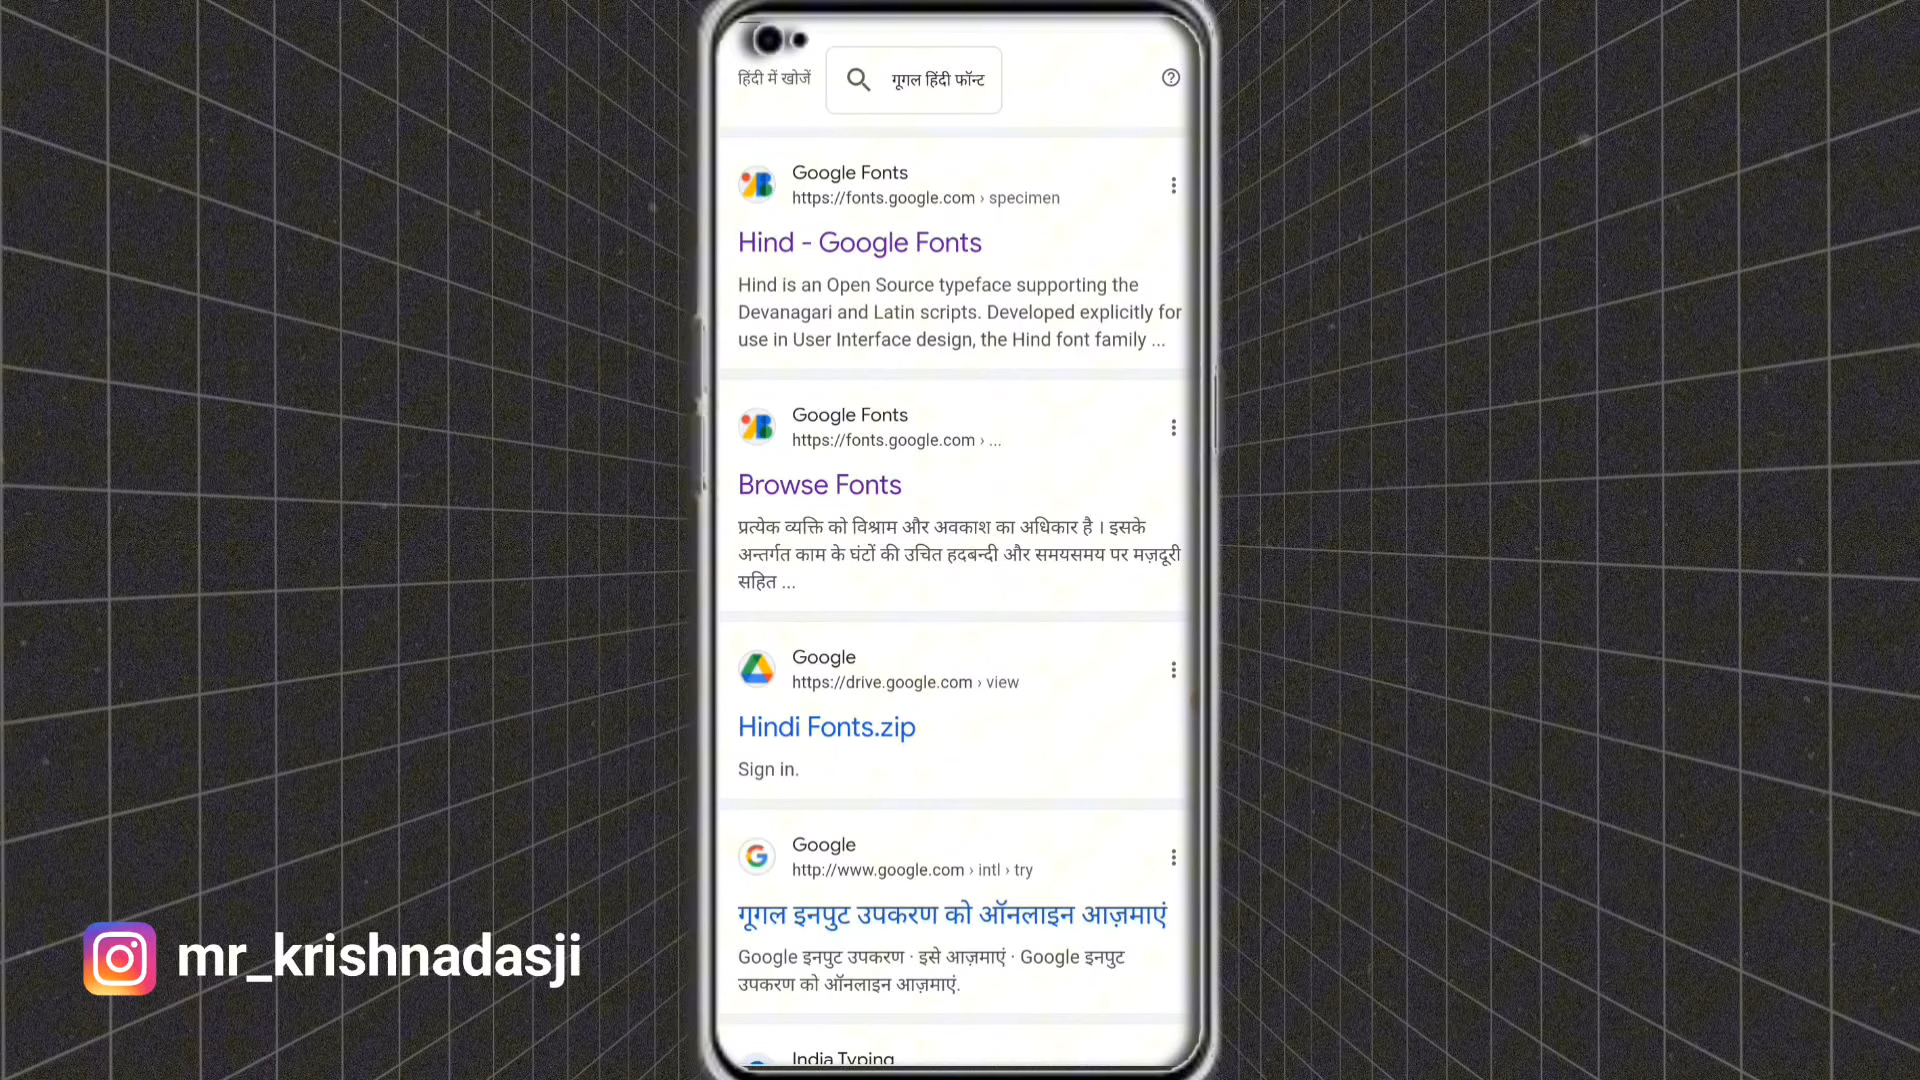 हिंदी में खोजें
गूगल हिंदी फॉन्ट
Google Fonts
https://fonts.google.com › specimen
Hind - Google Fonts
Hind is an Open Source typeface supporting the
Devanagari and Latin scripts. Developed explicitly for
use in User Interface design, the Hind font family ...
Google Fonts
https://fonts.google.com › ...
Browse Fonts
प्रत्येक व्यक्ति को विश्राम और अवकाश का अधिकार है । इसके
अन्तर्गत काम के घंटों की उचित हदबन्दी और समयसमय पर मज़दूरी
सहित ...
Google
https://drive.google.com › view
Hindi Fonts.zip
Sign in.
Google
http://www.google.com › intl › try
गूगल इनपुट उपकरण को ऑनलाइन आज़माएं
Google इनपुट उपकरण · इसे आज़माएं · Google इनपुट
उपकरण को ऑनलाइन आज़माएं.
India Typing
mr_krishnadasji